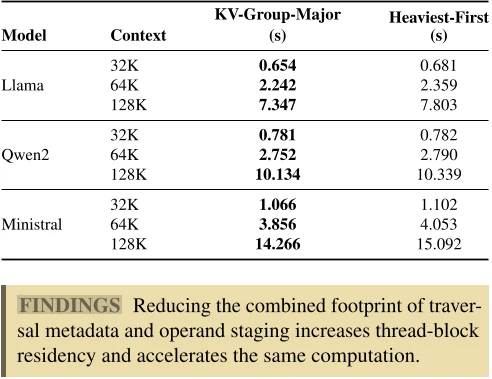 KV-Group-Major Heaviest-First
Model Context (s) (s)
32K 0.654 0.681
Llama 64K 2.242 2.359
128K 7.347 7.803
32K 0.781 0.782
Qwen2 64K 2.752 2.790
128K 10.134 10.339
32K 1.066 1.102
Ministral 64K 3.856 4.053
128K 14.266 15.092
FINDINGS Reducing the combined footprint of traver-
sal metadata and operand staging increases thread-block
residency and accelerates the same computation.